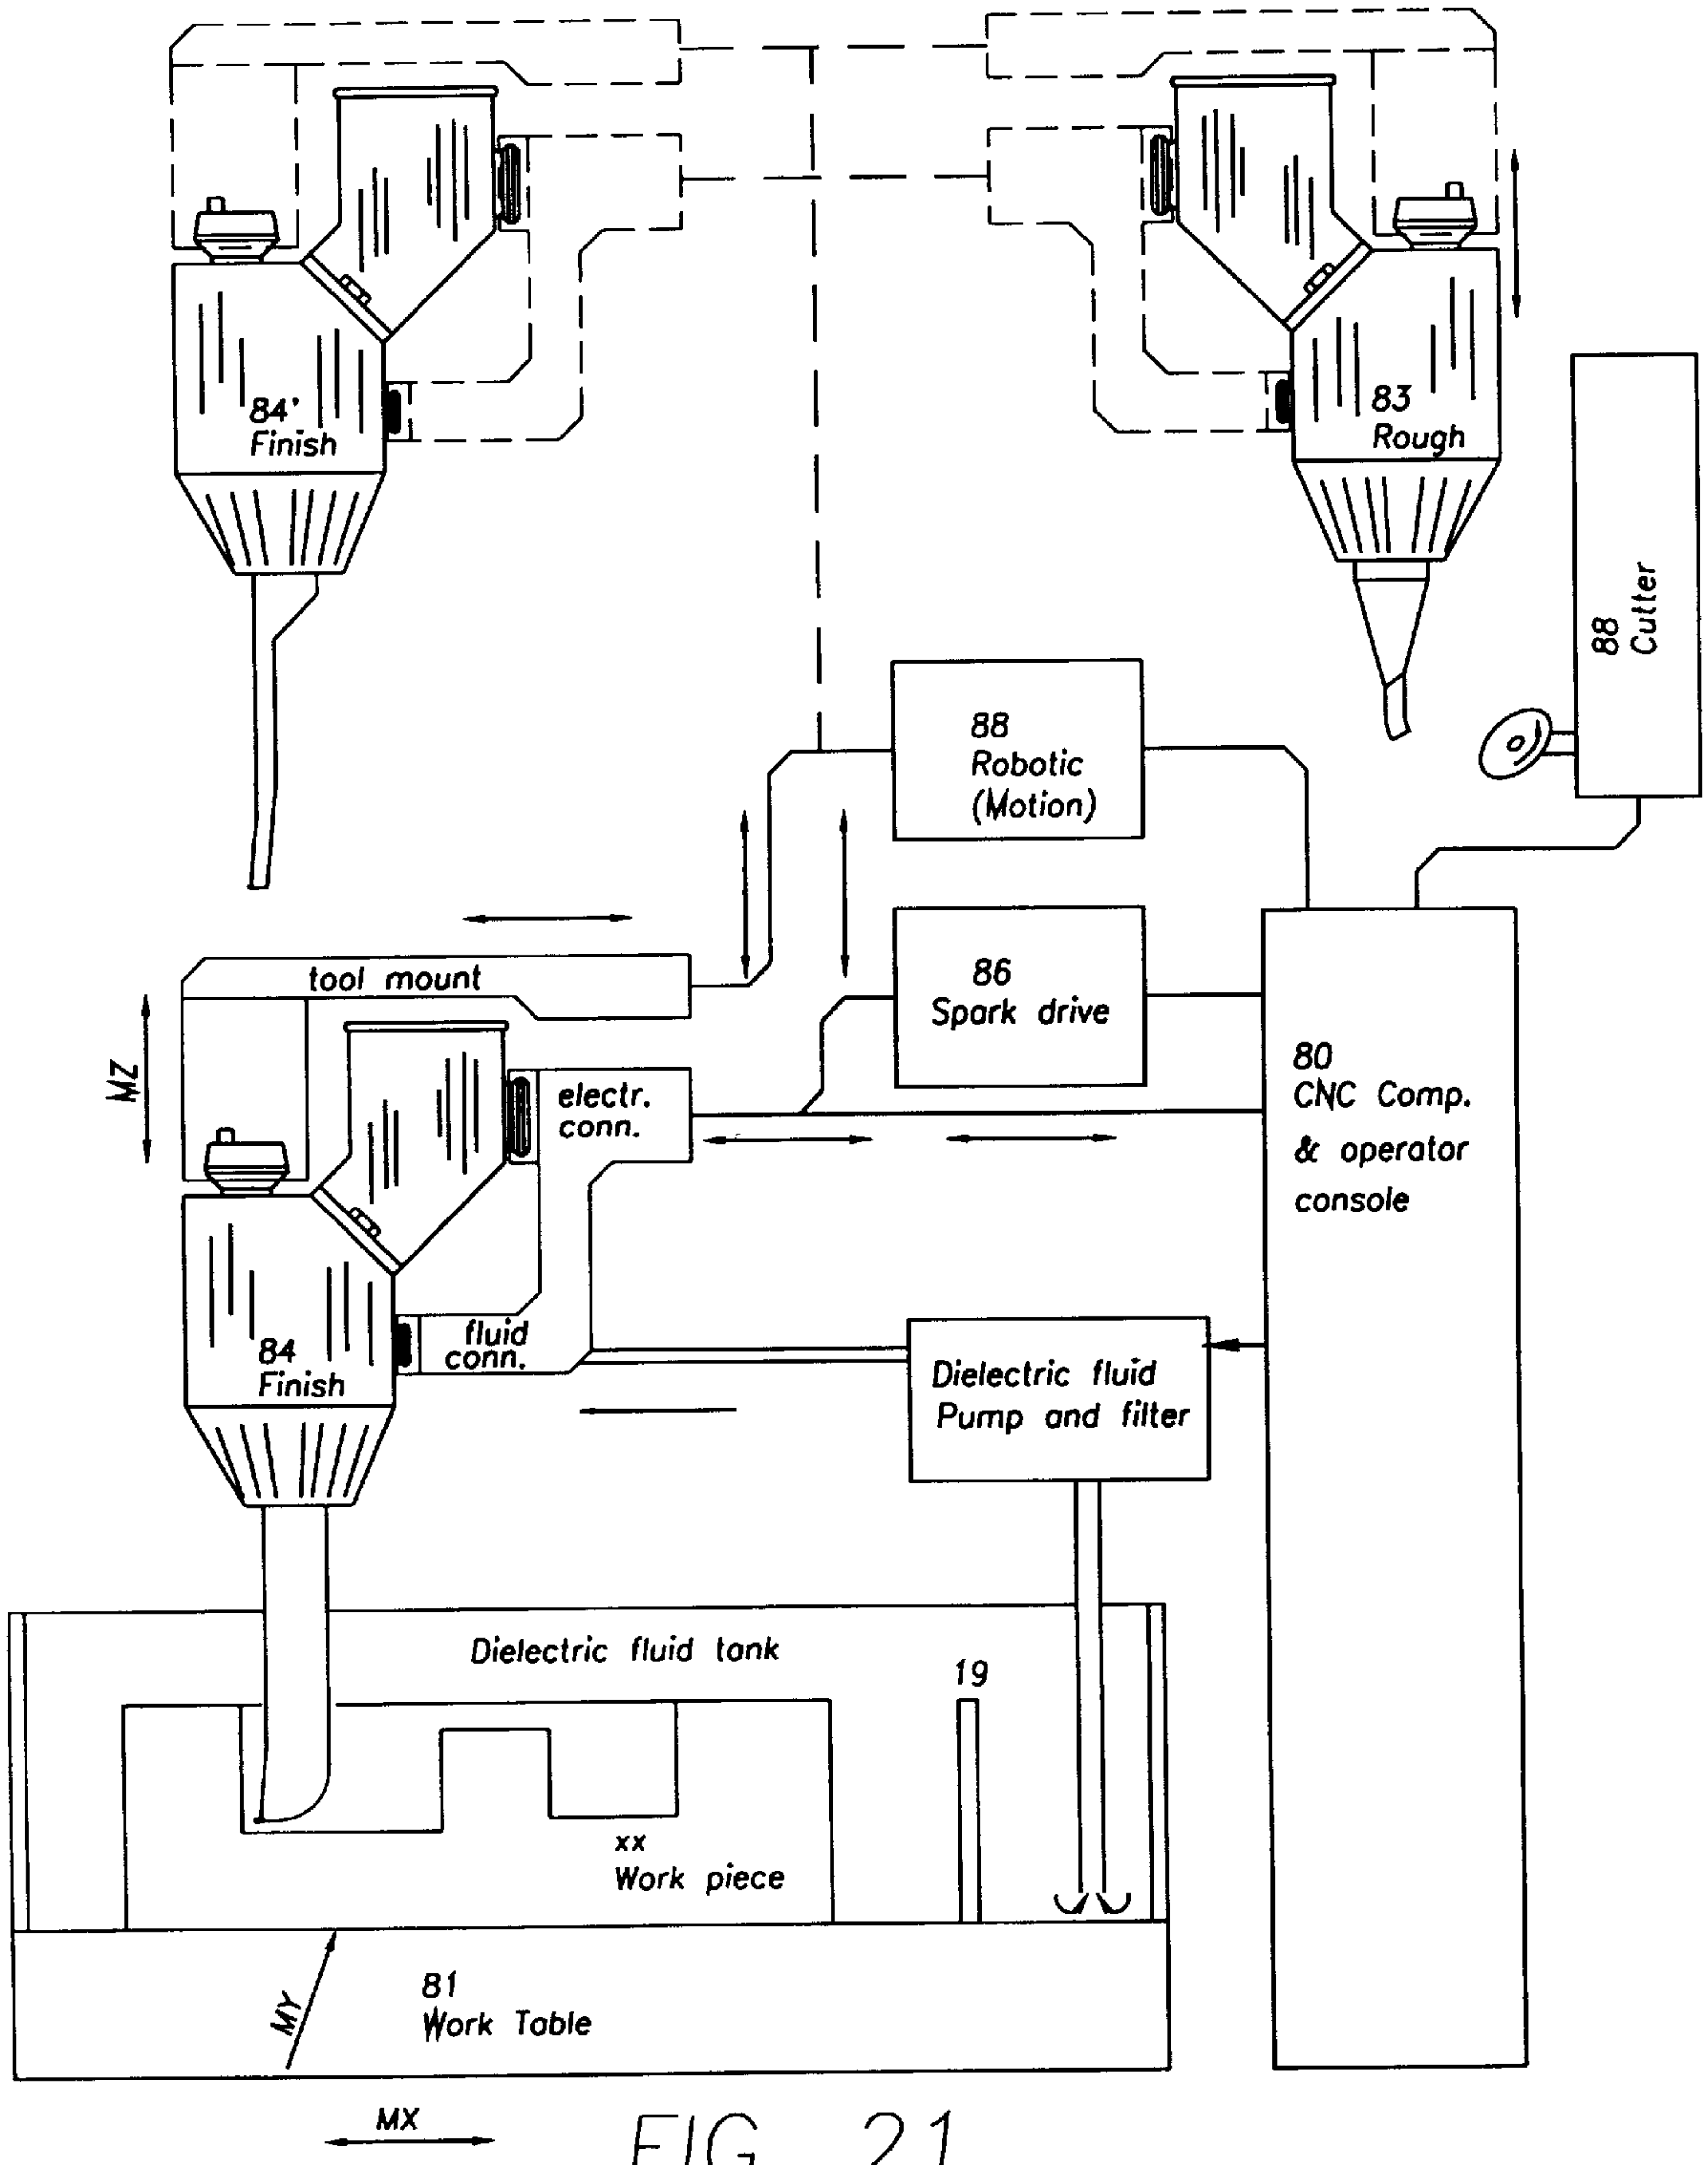 84'
Finish
83
Rough
88
Cutter
88
Robotic
(Motion)
tool mount
86
Spark drive
MZ
electr.
conn.
80
CNC Comp.
& operator
console
84
Finish
fluid
conn.
Dielectric fluid
Pump and filter
Dielectric fluid tank
19
xx
Work piece
81
Work Table
MY
MX
FIG. 21